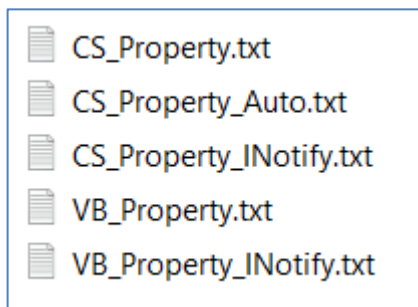 CS_Property.txt
CS_Property_Auto.txt
CS_Property_INotify.txt
VB_Property.txt
VB_Property_INotify.txt